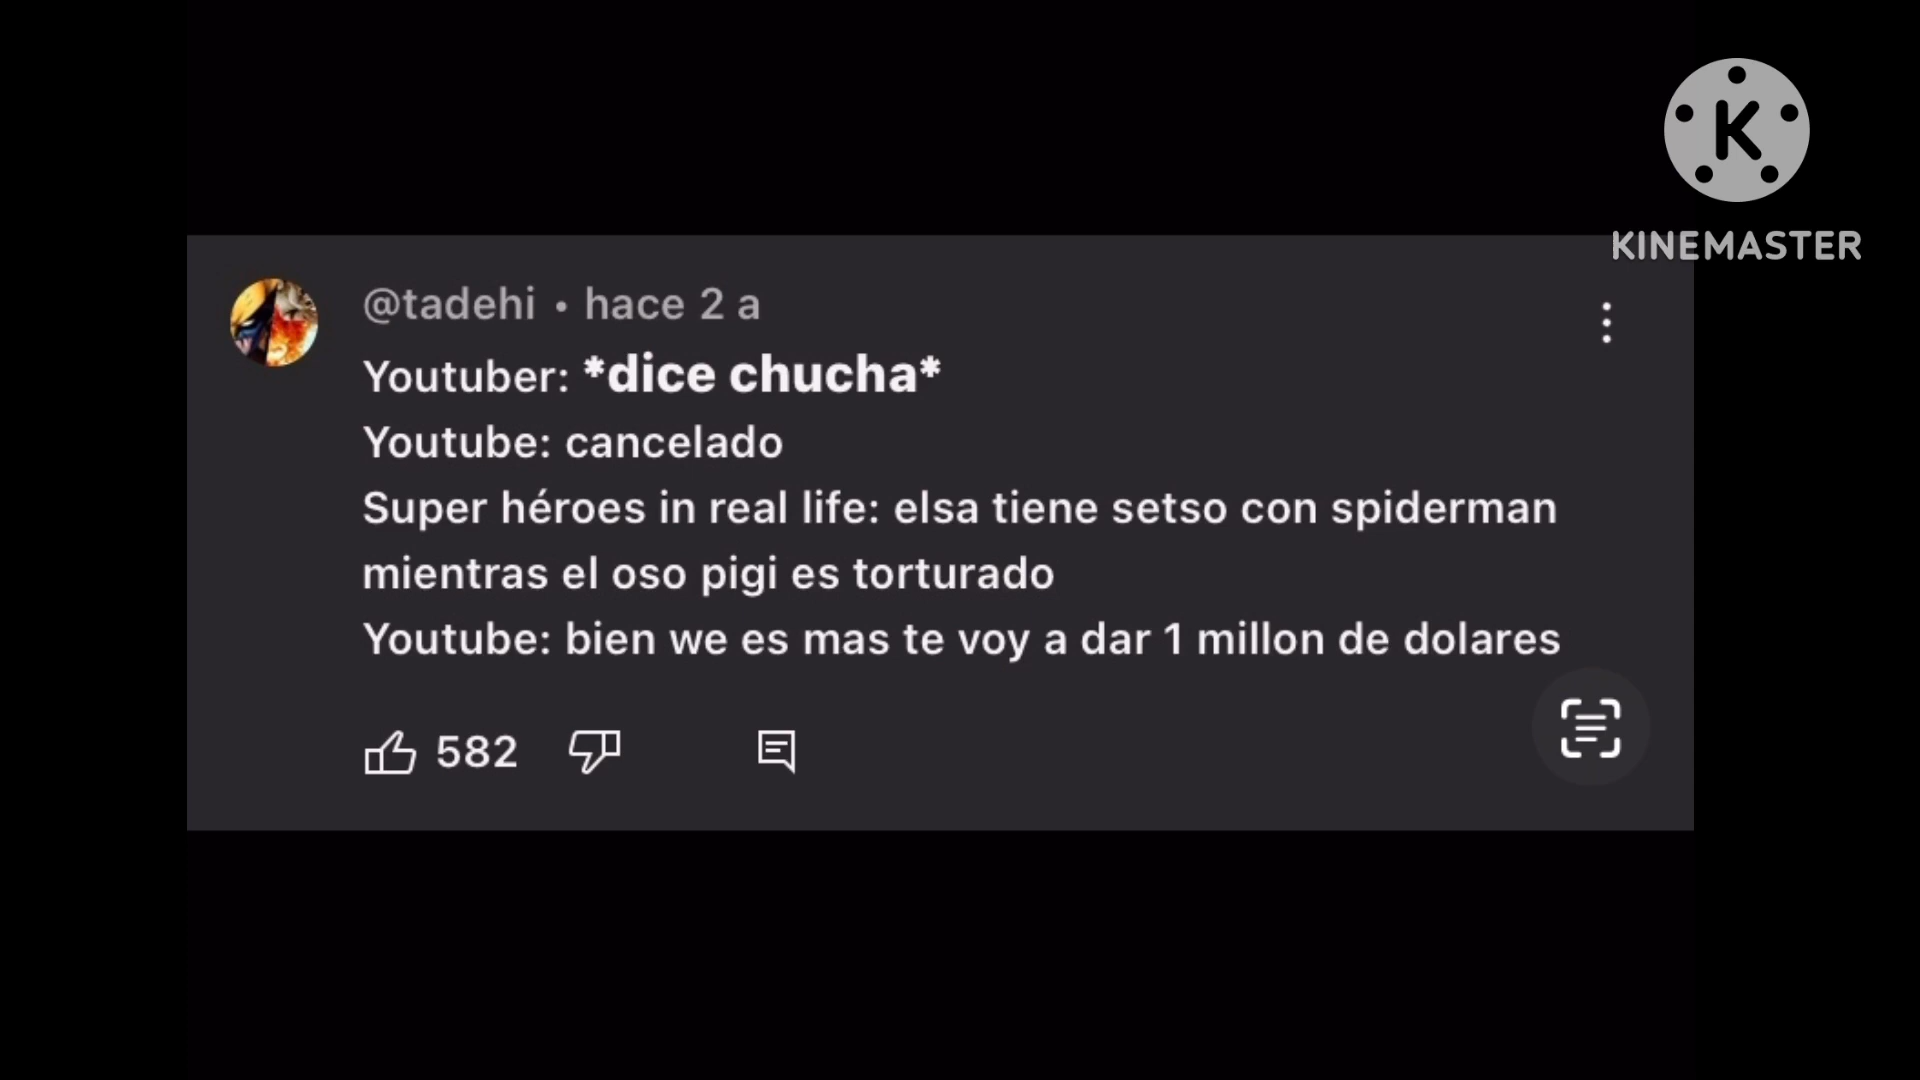 K
KINEMASTER
@tadehi • hace 2 a
Youtuber: *dice chucha*
Youtube: cancelado
Super héroes in real life: elsa tiene setso con spiderman
mientras el oso pigi es torturado
Youtube: bien we es mas te voy a dar 1 millon de dolares
582